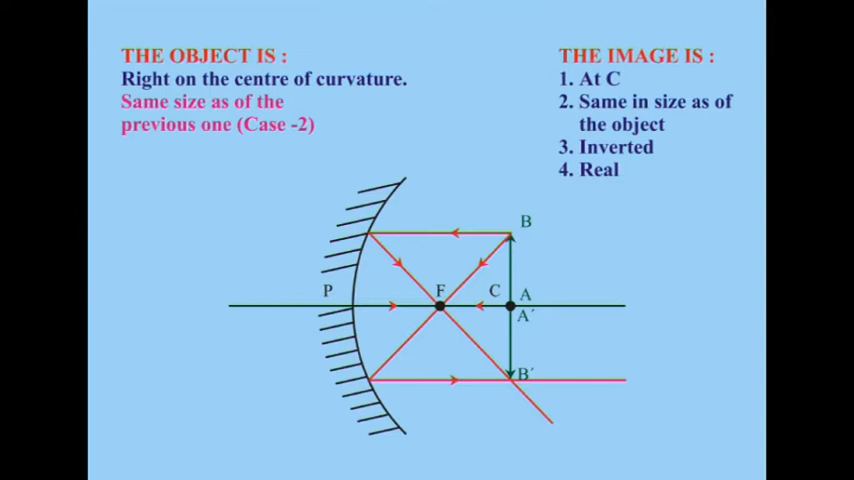 THE OBJECT IS :
Right on the centre of curvature.
Same size as of the
previous one (Case -2)
THE IMAGE IS :
1. At C
2. Same in size as of
the object
3. Inverted
4. Real
B
P
F
C
A
A´
B´